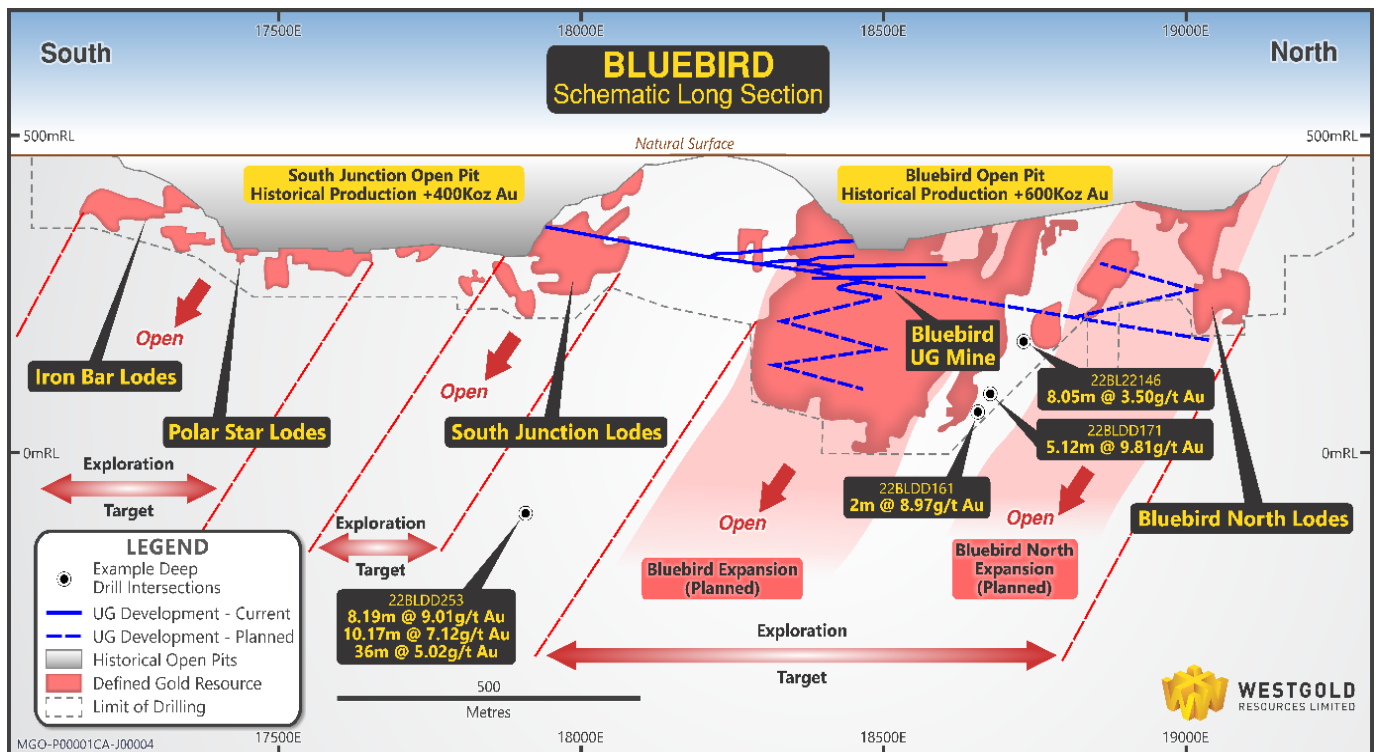 17500E
18000E
18500E
19000E
South
BLUEBIRD
Schematic Long Section
North
500mRL
500mRL
Natural Surface
South Junction Open Pit
Historical Production +400Koz Au
Bluebird Open Pit
Historical Production +600Koz Au
Open
Iron Bar Lodes
Polar Star Lodes
Open
South Junction Lodes
Bluebird
UG Mine
22BL22146
8.05m @ 3.50g/t Au
22BLDD171
5.12m @ 9.81g/t Au
22BLDD161
2m @ 8.97g/t Au
0mRL
0mRL
Exploration
Target
Exploration
Target
Open
Open
Bluebird North Lodes
Bluebird Expansion
(Planned)
Bluebird North
Expansion
(Planned)
22BLDD253
8.19m @ 9.01g/t Au
10.17m @ 7.12g/t Au
36m @ 5.02g/t Au
Exploration
Target
LEGEND
Example Deep
Drill Intersections
UG Development - Current
UG Development - Planned
Historical Open Pits
Defined Gold Resource
Limit of Drilling
500
Metres
WESTGOLD
RESOURCES LIMITED
MGO-P00001CA-J00004
17500E
18000E
18500E
19000E